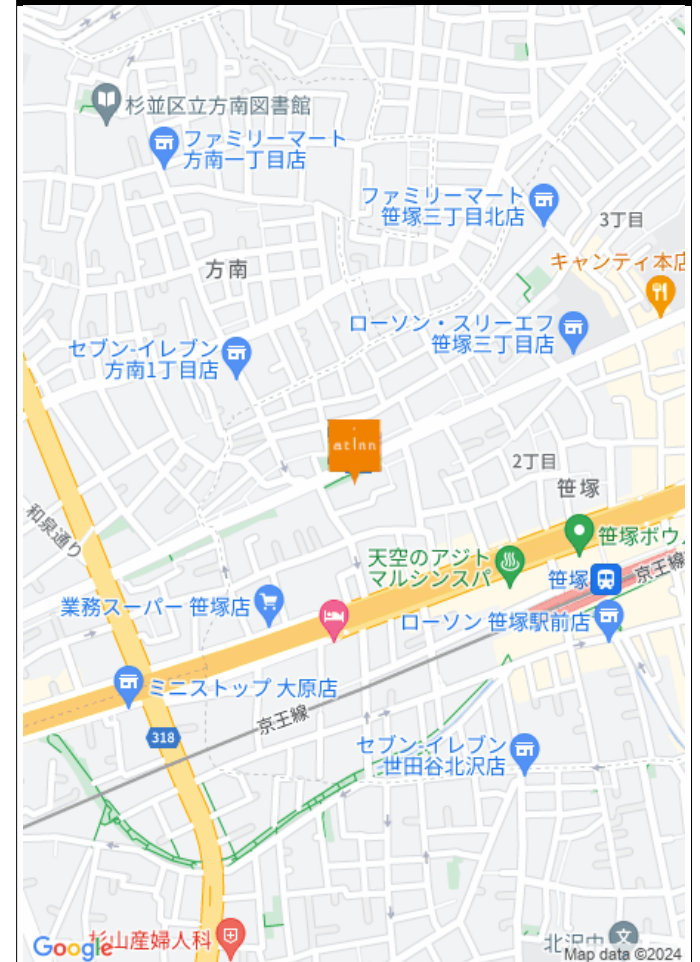 杉並区立方南図書館
ファミリーマート
方南一丁目店
ファミリーマート
笹塚三丁目北店
3丁目
方南
キャンティ本店
ローソン・スリーエフ
笹塚三丁目店
セブン-イレブン
方南1丁目店
atInn
2丁目
笹塚
和泉通り
笹塚ボウ
天空のアジト
マルシンスパ
笹塚
京王線
業務スーパー 笹塚店
ローソン 笹塚駅前店
ミニストップ 大原店
京王線
318
セブン-イレブン
世田谷北沢店
杉山産婦人科
北沢中
Google
Map data ©2024